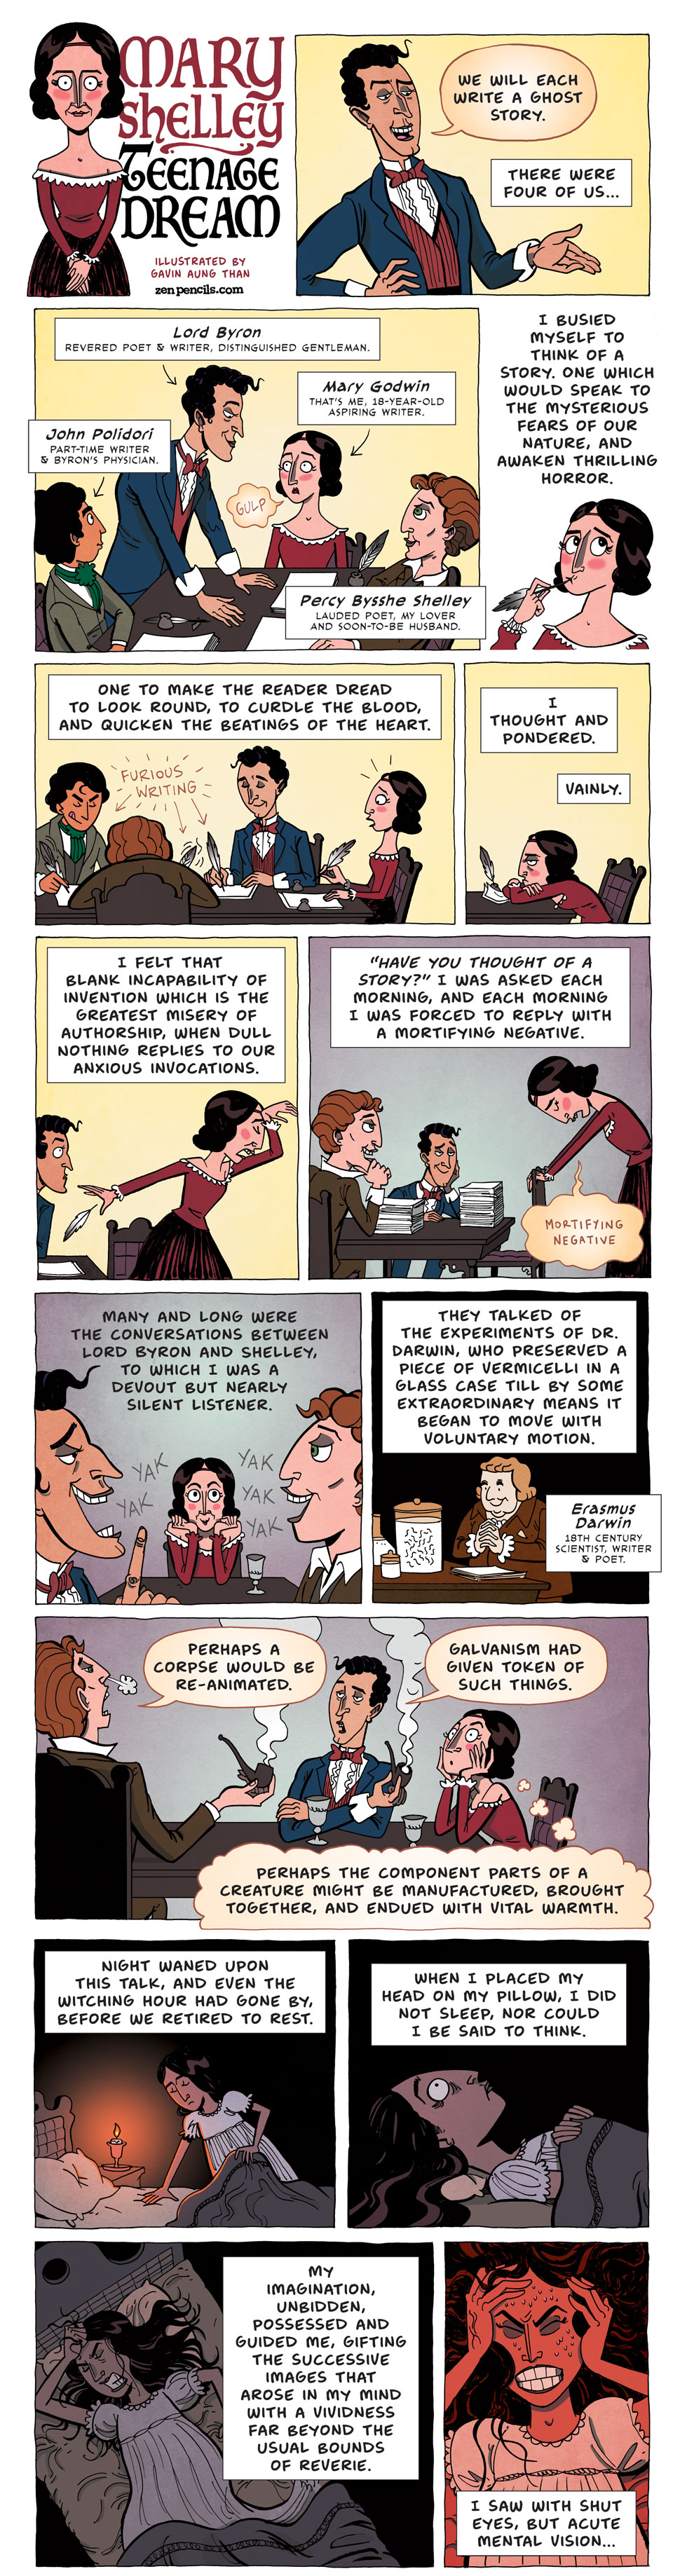 MARY
SHELLEY
TEENAGE
DREAM
ILLUSTRATED BY
GAVIN AUNG THAN
zenpencils.com
WE WILL EACH
WRITE A GHOST
STORY.
THERE WERE
FOUR OF US...
Lord Byron
REVERED POET & WRITER, DISTINGUISHED GENTLEMAN.
Mary Godwin
THAT'S ME, 18-YEAR-OLD
ASPIRING WRITER.
John Polidori
PART-TIME WRITER
& BYRON'S PHYSICIAN.
GULP
Percy Bysshe Shelley
LAUDED POET, MY LOVER
AND SOON-TO-BE HUSBAND.
I BUSIED
MYSELF TO
THINK OF A
STORY. ONE WHICH
WOULD SPEAK TO
THE MYSTERIOUS
FEARS OF OUR
NATURE, AND
AWAKEN THRILLING
HORROR.
ONE TO MAKE THE READER DREAD
TO LOOK ROUND, TO CURDLE THE BLOOD,
AND QUICKEN THE BEATINGS OF THE HEART.
FURIOUS
WRITING
I
THOUGHT AND
PONDERED.
VAINLY.
I FELT THAT
BLANK INCAPABILITY OF
INVENTION WHICH IS THE
GREATEST MISERY OF
AUTHORSHIP, WHEN DULL
NOTHING REPLIES TO OUR
ANXIOUS INVOCATIONS.
"HAVE YOU THOUGHT OF A
STORY?" I WAS ASKED EACH
MORNING, AND EACH MORNING
I WAS FORCED TO REPLY WITH
A MORTIFYING NEGATIVE.
MORTIFYING
NEGATIVE
MANY AND LONG WERE
THE CONVERSATIONS BETWEEN
LORD BYRON AND SHELLEY,
TO WHICH I WAS A
DEVOUT BUT NEARLY
SILENT LISTENER.
YAK
YAK
YAK
YAK
YAK
THEY TALKED OF
THE EXPERIMENTS OF DR.
DARWIN, WHO PRESERVED A
PIECE OF VERMICELLI IN A
GLASS CASE TILL BY SOME
EXTRAORDINARY MEANS IT
BEGAN TO MOVE WITH
VOLUNTARY MOTION.
Erasmus
Darwin
18TH CENTURY
SCIENTIST, WRITER
& POET.
PERHAPS A
CORPSE WOULD BE
RE-ANIMATED.
GALVANISM HAD
GIVEN TOKEN OF
SUCH THINGS.
PERHAPS THE COMPONENT PARTS OF A
CREATURE MIGHT BE MANUFACTURED, BROUGHT
TOGETHER, AND ENDUED WITH VITAL WARMTH.
NIGHT WANED UPON
THIS TALK, AND EVEN THE
WITCHING HOUR HAD GONE BY,
BEFORE WE RETIRED TO REST.
WHEN I PLACED MY
HEAD ON MY PILLOW, I DID
NOT SLEEP, NOR COULD
I BE SAID TO THINK.
MY
IMAGINATION,
UNBIDDEN,
POSSESSED AND
GUIDED ME, GIFTING
THE SUCCESSIVE
IMAGES THAT
AROSE IN MY MIND
WITH A VIVIDNESS
FAR BEYOND THE
USUAL BOUNDS
OF REVERIE.
I SAW WITH SHUT
EYES, BUT ACUTE
MENTAL VISION...